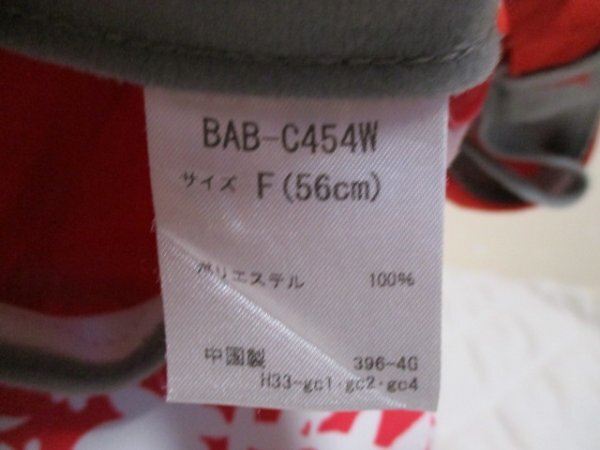 BAB-C454W
サイズ F(56cm)
ポリエステル 100%
中国製 396-4G
H33-gc1・gc2・gc4